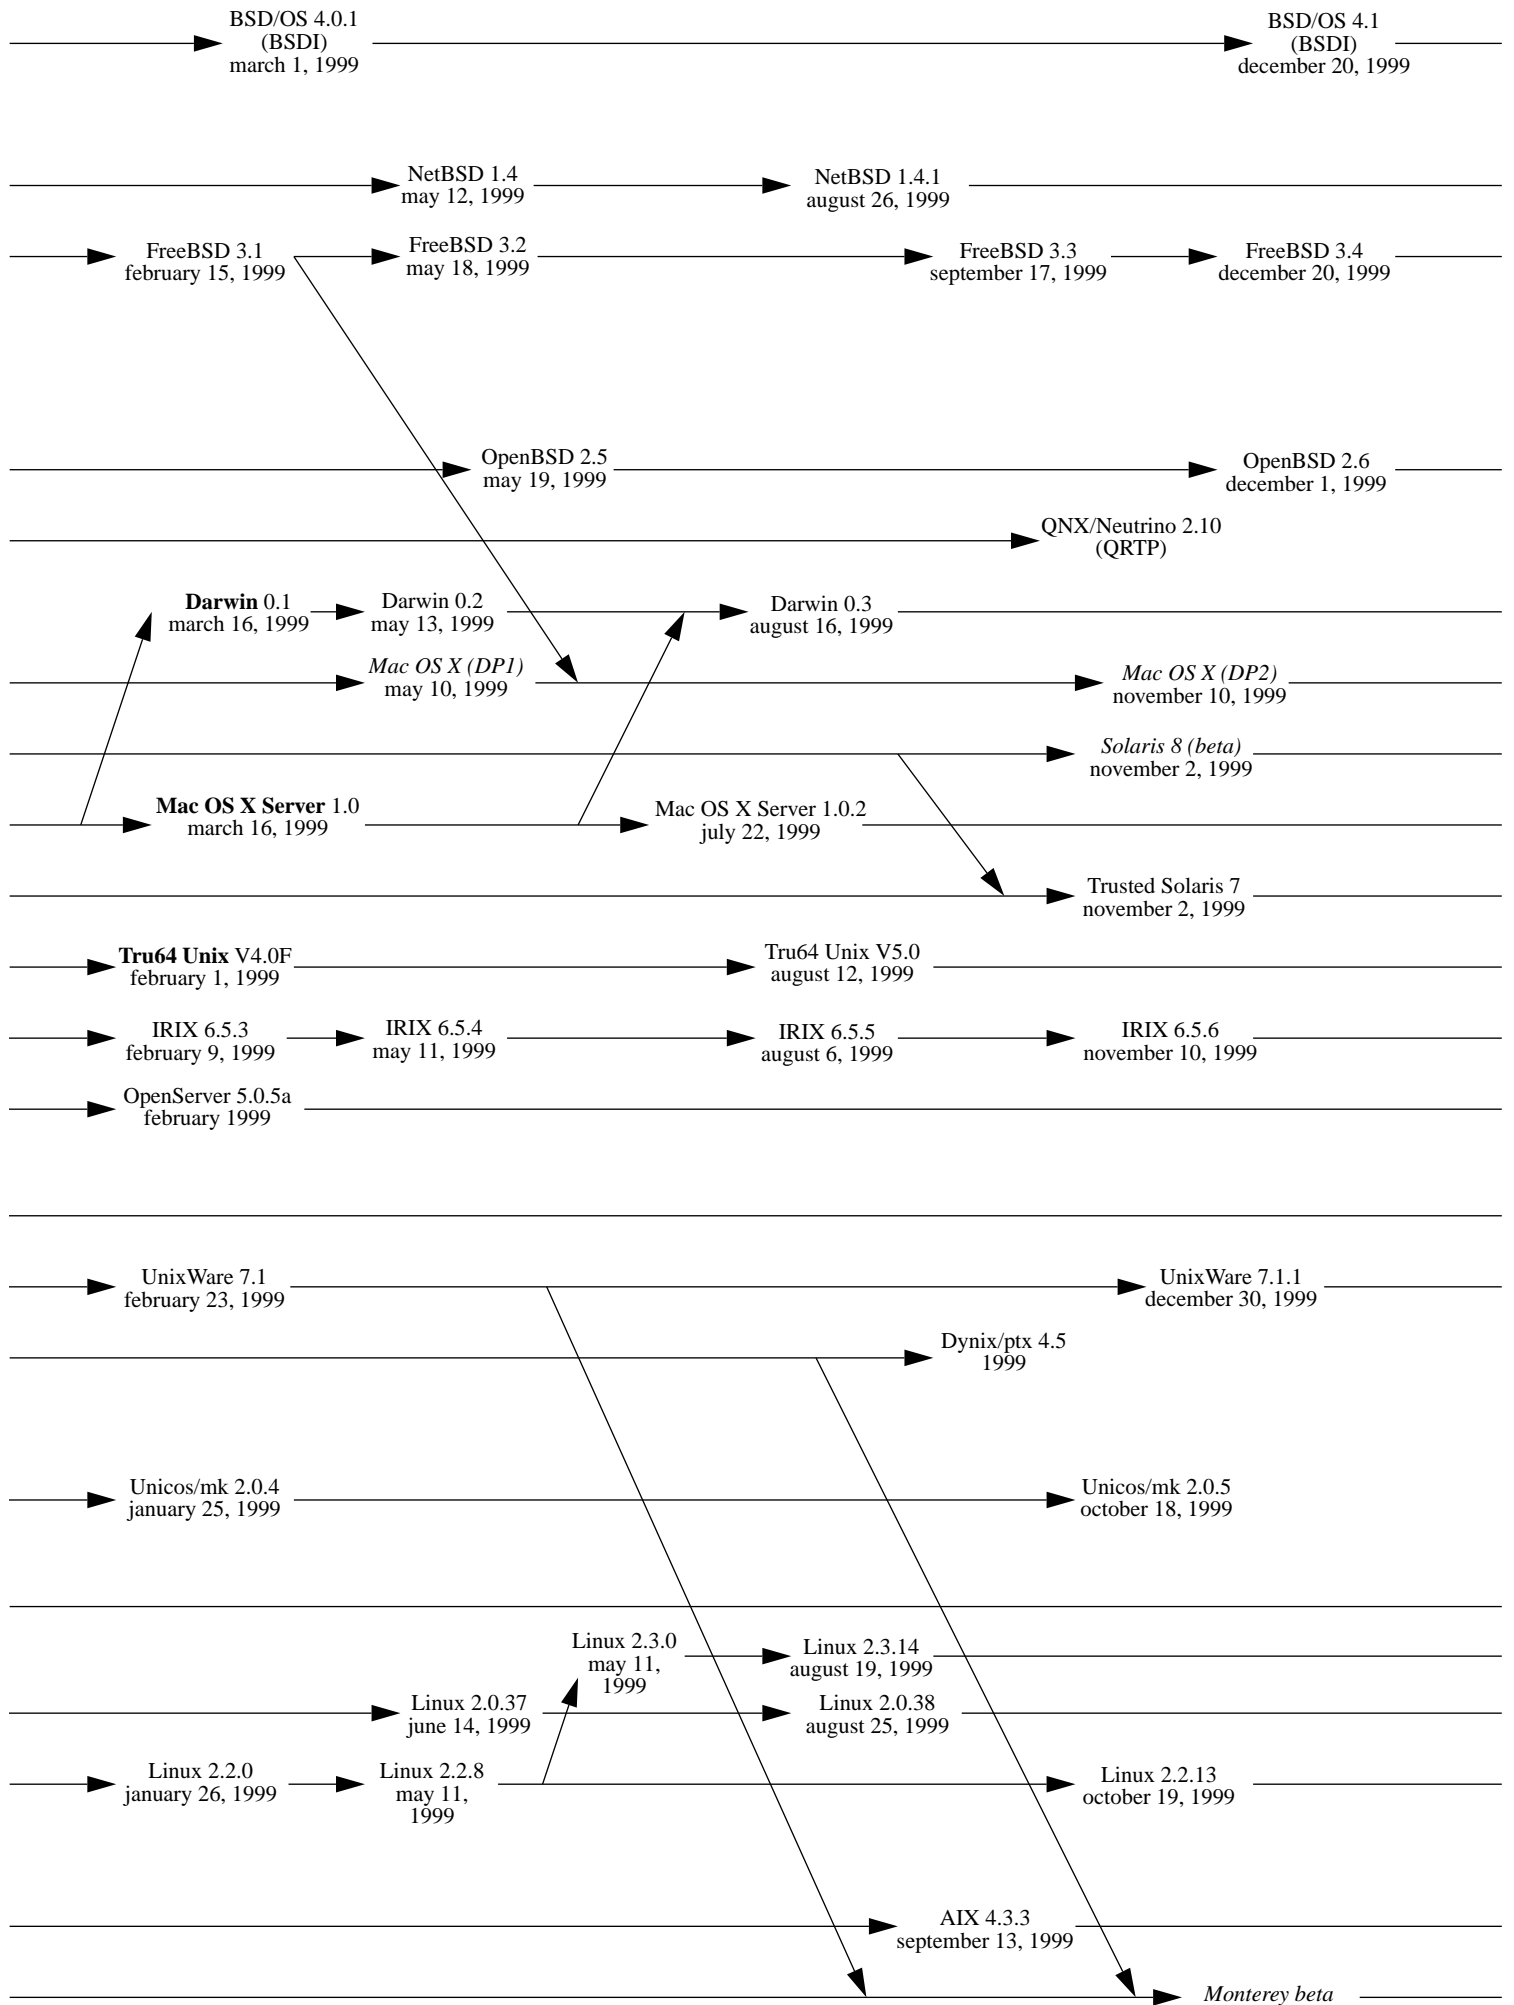 BSD/OS 4.0.1
(BSDI)
march 1, 1999
BSD/OS 4.1
(BSDI)
december 20, 1999
NetBSD 1.4
may 12, 1999
NetBSD 1.4.1
august 26, 1999
FreeBSD 3.1
february 15, 1999
FreeBSD 3.2
may 18, 1999
FreeBSD 3.3
september 17, 1999
FreeBSD 3.4
december 20, 1999
OpenBSD 2.5
may 19, 1999
OpenBSD 2.6
december 1, 1999
QNX/Neutrino 2.10
(QRTP)
Darwin 0.1
march 16, 1999
Darwin 0.2
may 13, 1999
Darwin 0.3
august 16, 1999
Mac OS X (DP1)
may 10, 1999
Mac OS X (DP2)
november 10, 1999
Solaris 8 (beta)
november 2, 1999
Mac OS X Server 1.0
march 16, 1999
Mac OS X Server 1.0.2
july 22, 1999
Trusted Solaris 7
november 2, 1999
Tru64 Unix V4.0F
february 1, 1999
Tru64 Unix V5.0
august 12, 1999
IRIX 6.5.3
february 9, 1999
IRIX 6.5.4
may 11, 1999
IRIX 6.5.5
august 6, 1999
IRIX 6.5.6
november 10, 1999
OpenServer 5.0.5a
february 1999
UnixWare 7.1
february 23, 1999
UnixWare 7.1.1
december 30, 1999
Dynix/ptx 4.5
1999
Unicos/mk 2.0.4
january 25, 1999
Unicos/mk 2.0.5
october 18, 1999
Linux 2.3.0
may 11,
1999
Linux 2.3.14
august 19, 1999
Linux 2.0.37
june 14, 1999
Linux 2.0.38
august 25, 1999
Linux 2.2.0
january 26, 1999
Linux 2.2.8
may 11,
1999
Linux 2.2.13
october 19, 1999
AIX 4.3.3
september 13, 1999
Monterey beta